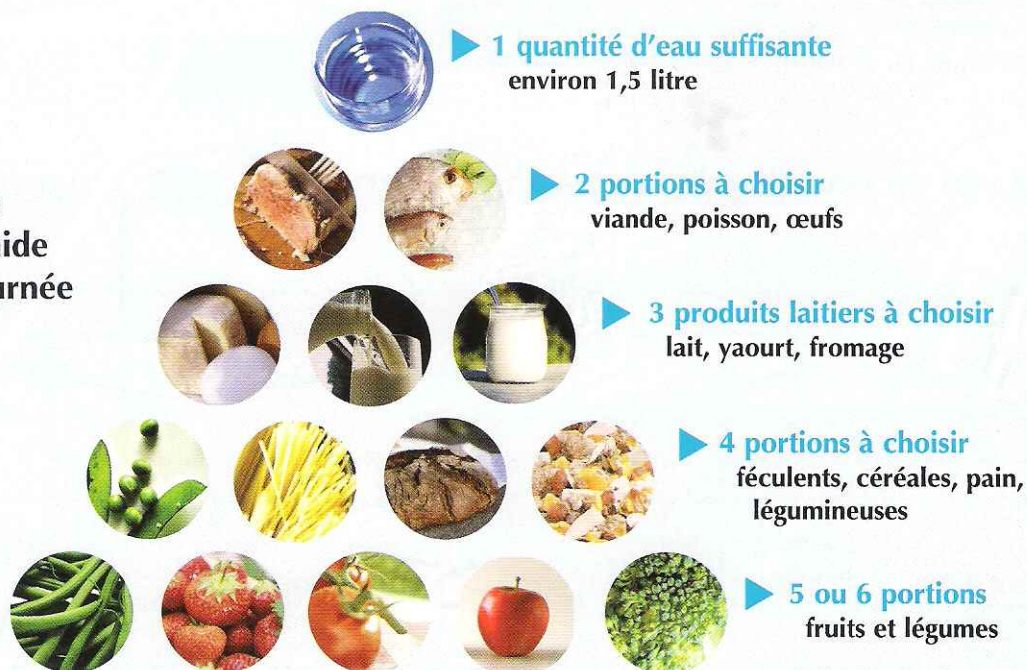 1 quantité d'eau suffisante
environ 1,5 litre
2 portions à choisir
viande, poisson, œufs
3 produits laitiers à choisir
lait, yaourt, fromage
4 portions à choisir
féculents, céréales, pain,
légumineuses
5 ou 6 portions
fruits et légumes